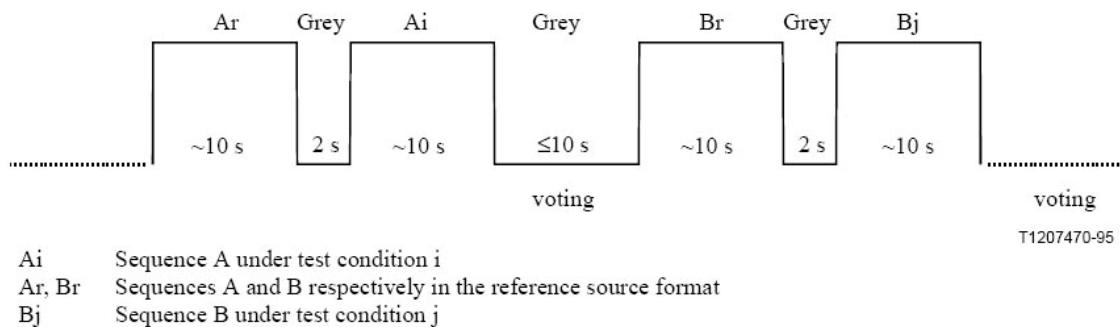 Ar Grey Ai Grey Br Grey Bj
~10 s 2 s ~10 s ≤10 s ~10 s 2 s ~10 s
voting voting
T1207470-95
Ai Sequence A under test condition i
Ar, Br Sequences A and B respectively in the reference source format
Bj Sequence B under test condition j